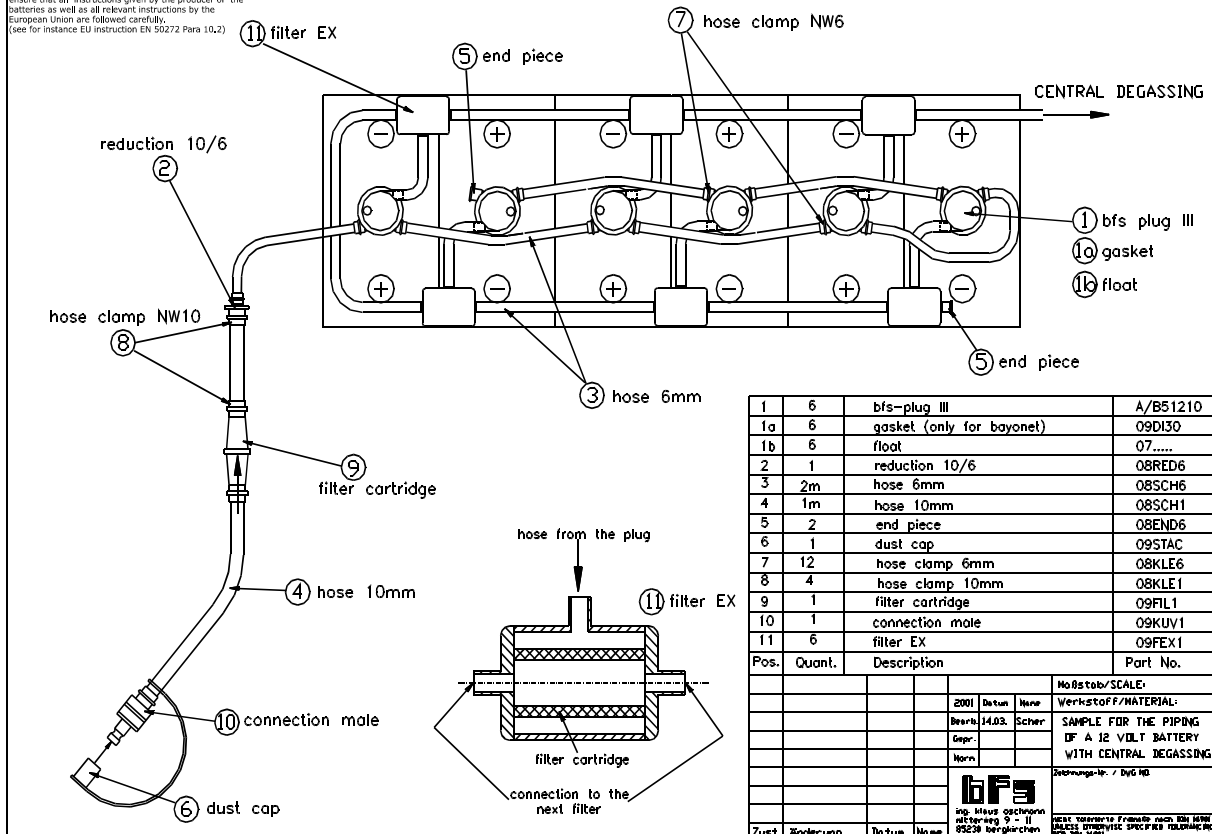 ensure that all instructions given by the producer of the
batteries as well as all relevant instructions by the
European Union are followed carefully.
(see for instance EU instruction EN 50272 Para 10.2)
11 filter EX
5 end piece
7 hose clamp NW6
CENTRAL DEGASSING
reduction 10/6
2
1 bfs plug III
1a gasket
1b float
hose clamp NW10
8
5 end piece
3 hose 6mm
9
filter cartridge
4 hose 10mm
10 connection male
6 dust cap
hose from the plug
11 filter EX
filter cartridge
connection to the
next filter
1 6 bfs-plug III A/B51210
1a 6 gasket (only for bayonet) 09DI30
1b 6 float 07.....
2 1 reduction 10/6 08RED6
3 2m hose 6mm 08SCH6
4 1m hose 10mm 08SCH1
5 2 end piece 08END6
6 1 dust cap 09STAC
7 12 hose clamp 6mm 08KLE6
8 4 hose clamp 10mm 08KLE1
9 1 filter cartridge 09FIL1
10 1 connection male 09KUV1
11 6 filter EX 09FEX1
Pos. Quant. Description Part No.
Maßstab/SCALE:
2001 Datum Name Werkstoff/MATERIAL:
Bearb. 14.03. Scher
Gepr.
Norm
SAMPLE FOR THE PIPING
OF A 12 VOLT BATTERY
WITH CENTRAL DEGASSING
Zeichnungs-Nr. / DWG NO.
bfs
ing. klaus oschmann
mitterweg 9 - 11
85232 bergkirchen
Zust. Änderung Datum Name